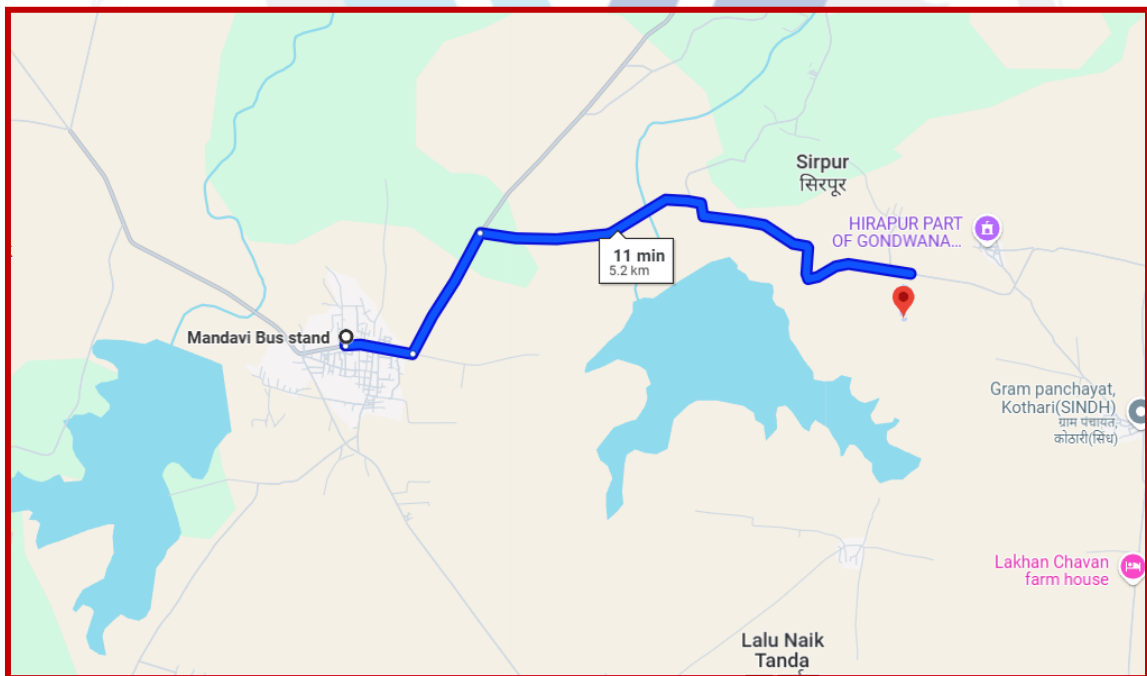 Sirpur
सिरपूर
HIRAPUR PART
OF GONDWANA...
11 min
5.2 km
Mandavi Bus stand
Gram panchayat,
Kothari(SINDH)
ग्राम पंचायत,
कोठारी(सिंध)
Lakhan Chavan
farm house
Lalu Naik
Tanda